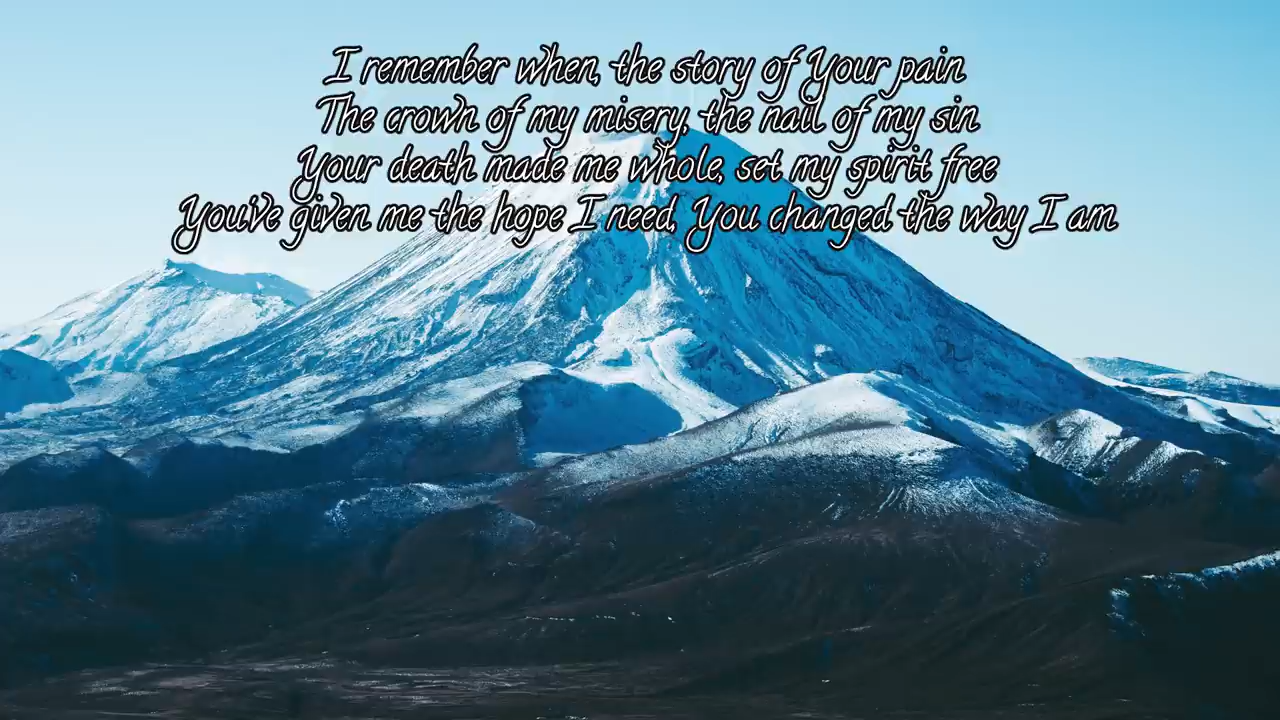 I remember when, the story of Your pain
The crown of my misery, the nail of my sin
Your death made me whole, set my spirit free
You've given me the hope I need, You changed the way I am